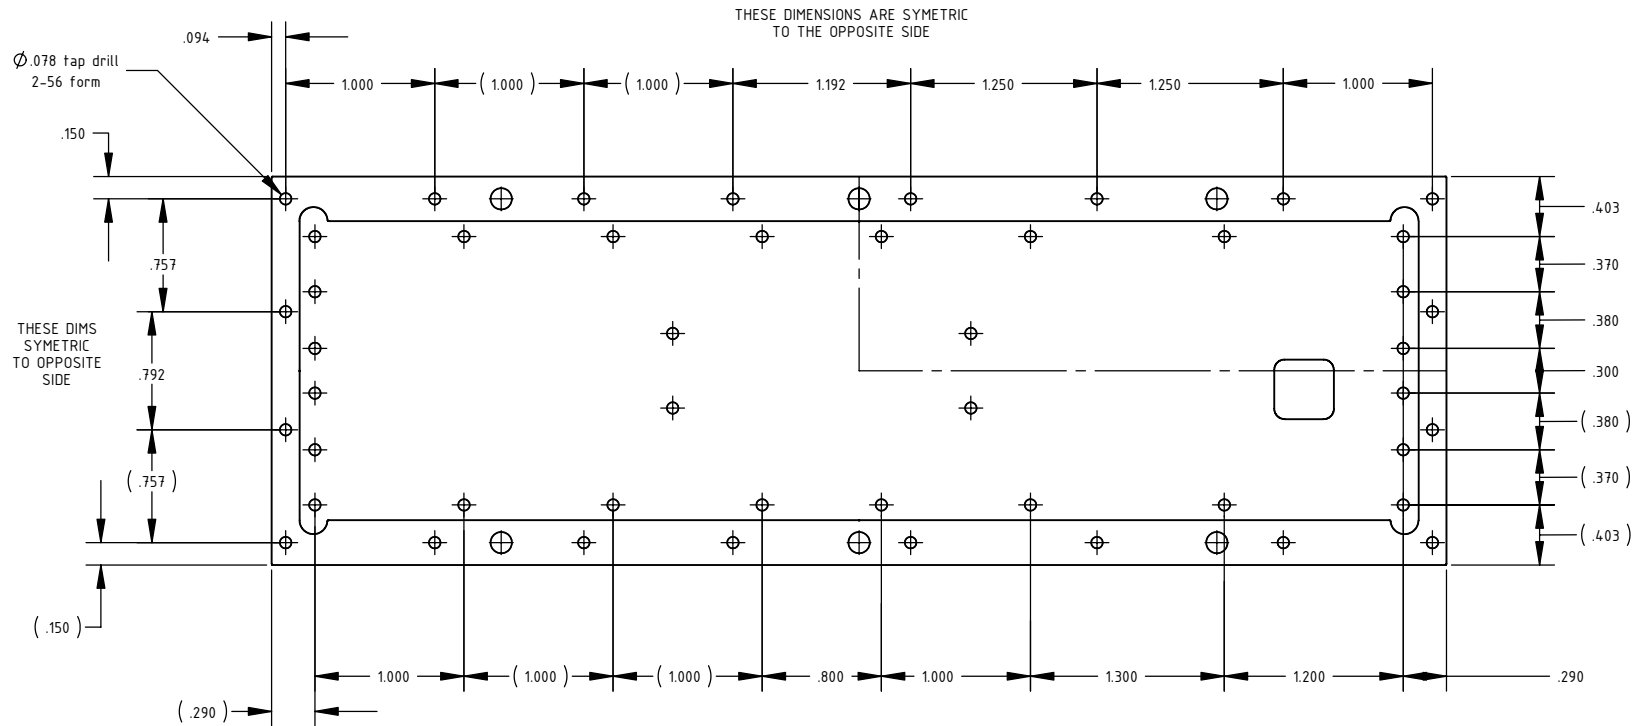 THESE DIMENSIONS ARE SYMETRIC
TO THE OPPOSITE SIDE
.094
Ø.078 tap drill
2-56 form
1.000
( 1.000 )
( 1.000 )
1.192
1.250
1.250
1.000
.150
.403
.757
.370
THESE DIMS
SYMETRIC
TO OPPOSITE
SIDE
.380
.792
.300
( .380 )
( .757 )
( .370 )
( .403 )
( .150 )
1.000
( 1.000 )
( 1.000 )
.800
1.000
1.300
1.200
.290
( .290 )